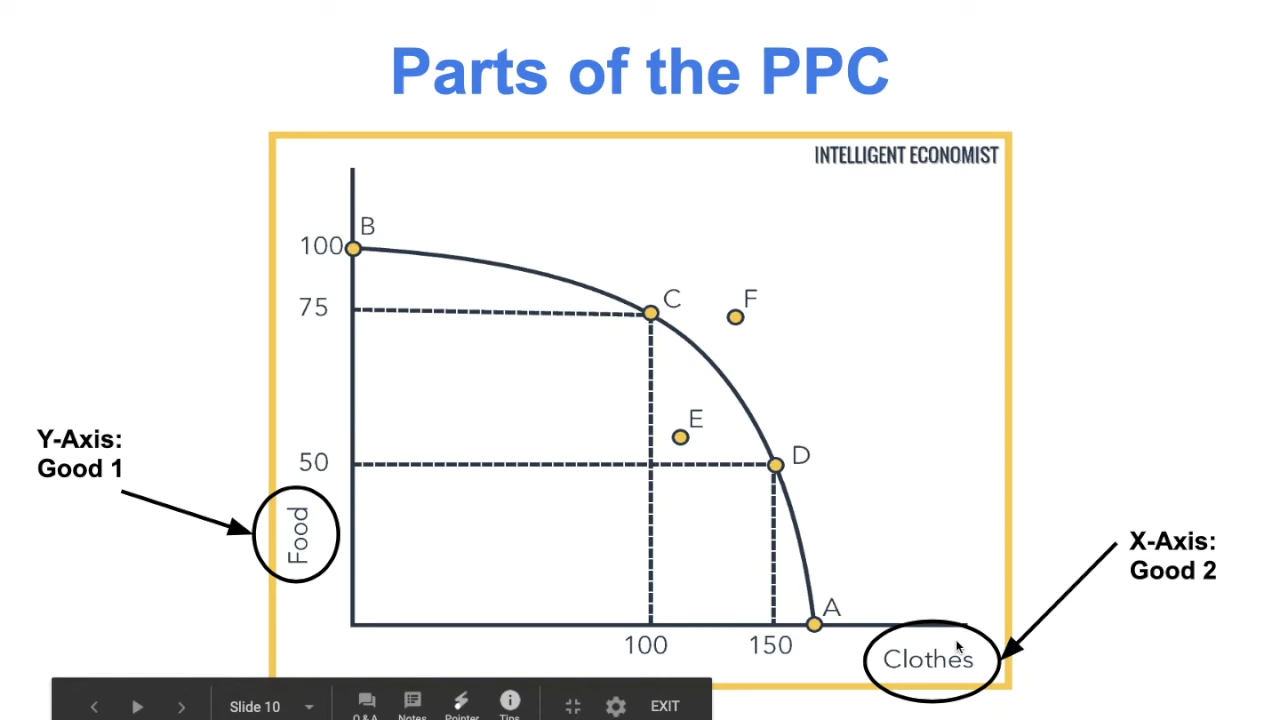 Parts of the PPC
INTELLIGENT ECONOMIST
B
100
75
C
F
E
Y-Axis:
Good 1
50
D
Food
X-Axis:
Good 2
A
100
150
Clothes
Slide 10
Q & A
Notes
Pointer
Tips
EXIT